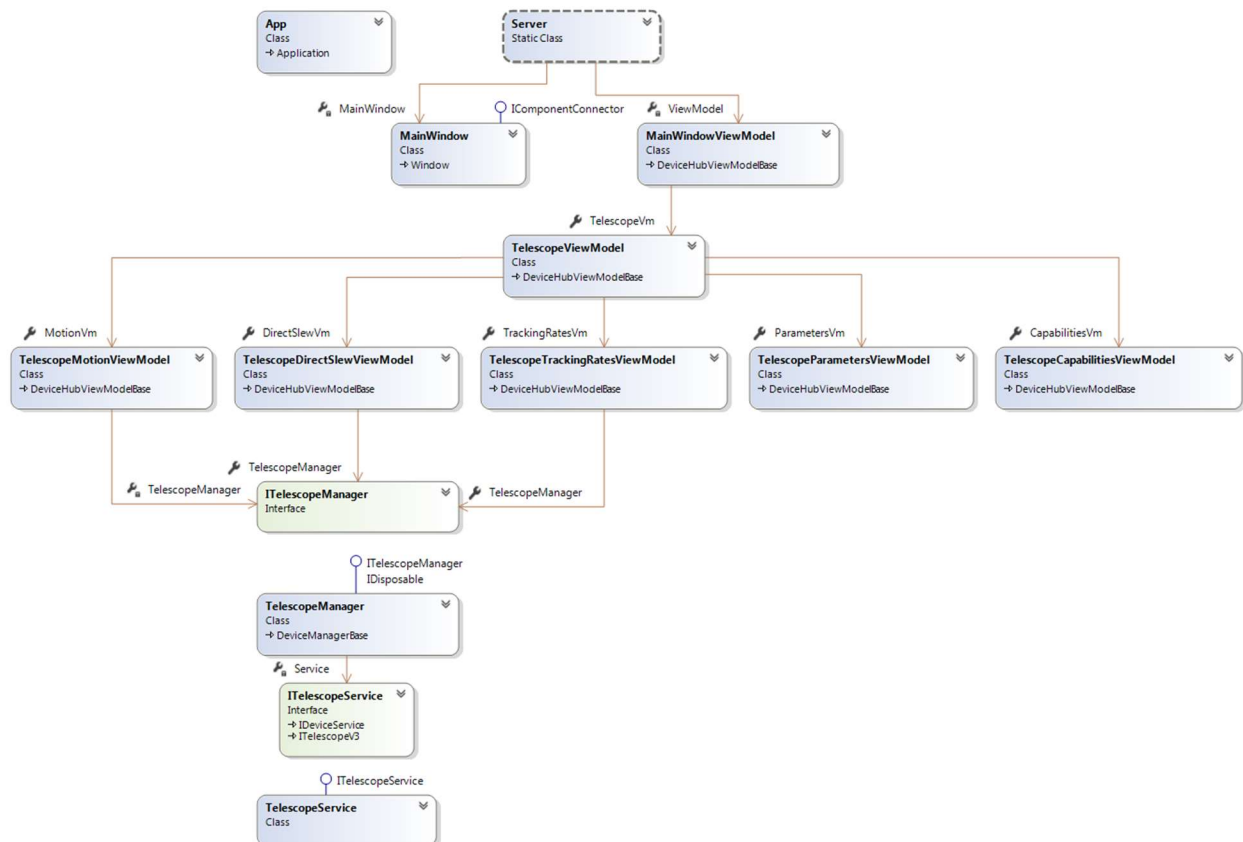 App
Class
Application
Server
Static Class
MainWindow
IComponentConnector
ViewModel
MainWindow
Class
Window
MainWindowViewModel
Class
DeviceHubViewModelBase
TelescopeVm
TelescopeViewModel
Class
DeviceHubViewModelBase
MotionVm
DirectSlewVm
TrackingRatesVm
ParametersVm
CapabilitiesVm
TelescopeMotionViewModel
Class
DeviceHubViewModelBase
TelescopeDirectSlewViewModel
Class
DeviceHubViewModelBase
TelescopeTrackingRatesViewModel
Class
DeviceHubViewModelBase
TelescopeParametersViewModel
Class
DeviceHubViewModelBase
TelescopeCapabilitiesViewModel
Class
DeviceHubViewModelBase
TelescopeManager
TelescopeManager
TelescopeManager
ITelescopeManager
Interface
ITelescopeManager
IDisposable
TelescopeManager
Class
DeviceManagerBase
Service
ITelescopeService
Interface
IDeviceService
ITelescopeV3
ITelescopeService
TelescopeService
Class